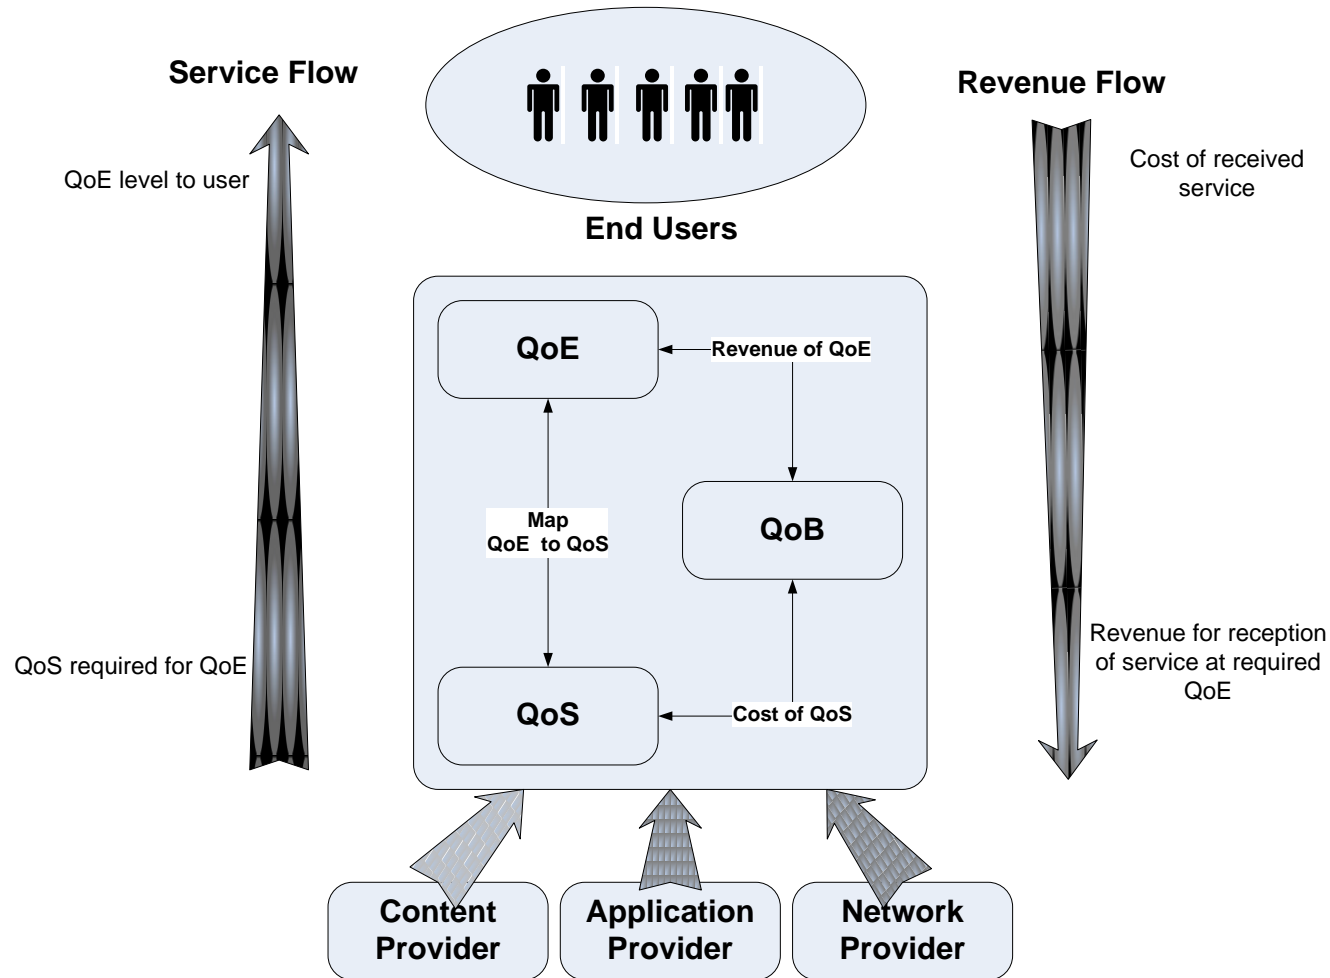 Service Flow
Revenue Flow
QoE level to user
Cost of received
service
End Users
QoE
Revenue of QoE
Map
QoE to QoS
QoB
QoS required for QoE
Revenue for reception
of service at required
QoE
QoS
Cost of QoS
Content
Provider
Application
Provider
Network
Provider